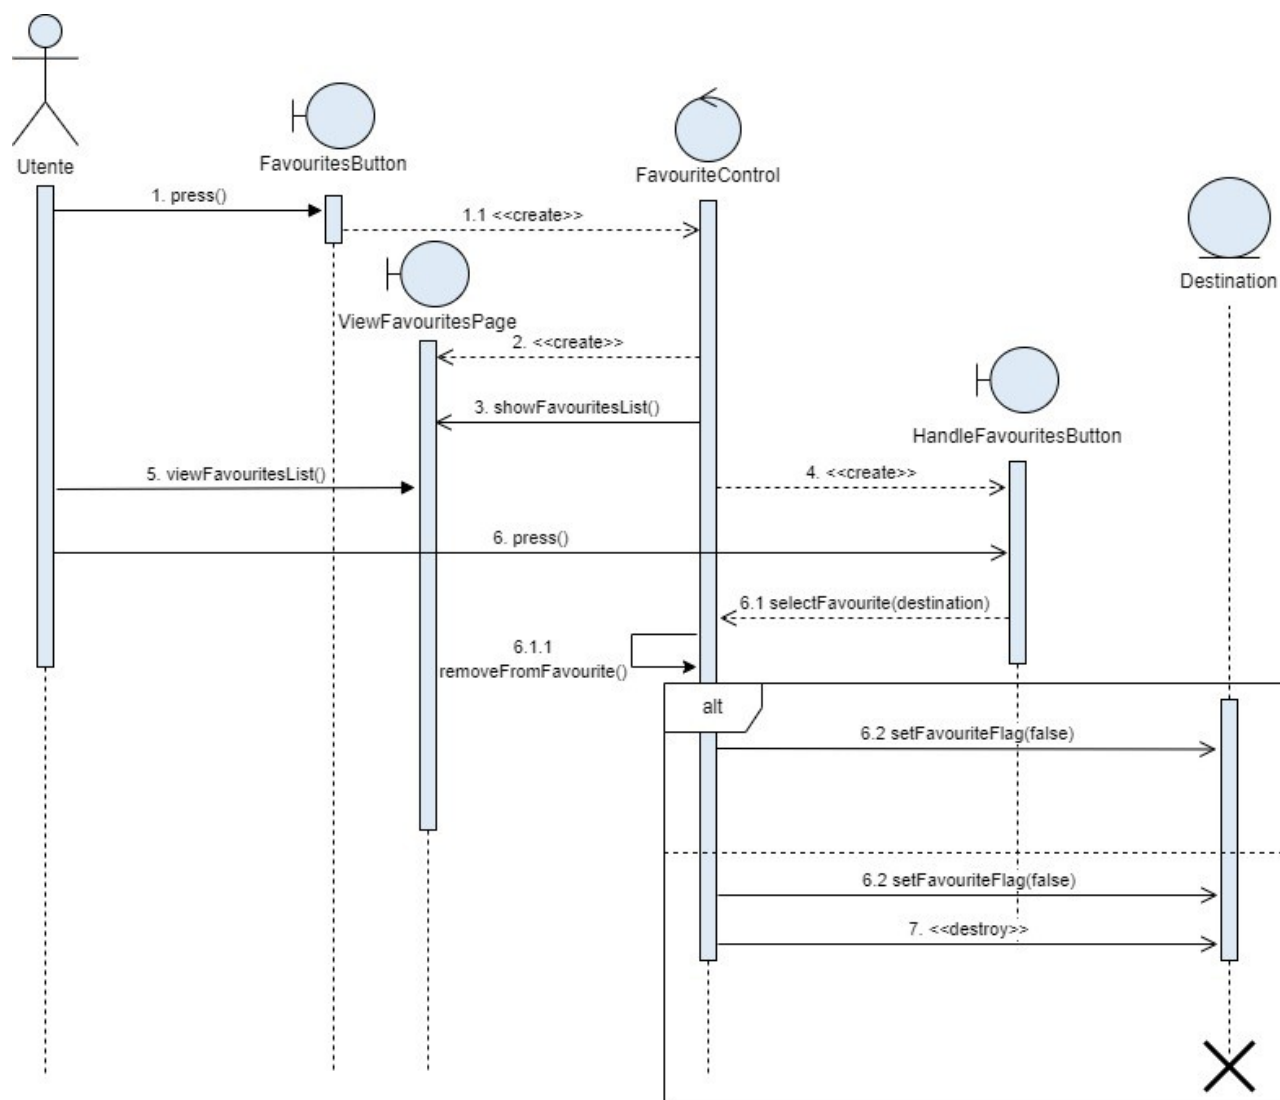 Utente
FavouritesButton
FavouriteControl
1. press()
1.1 <<create>>
Destination
ViewFavouritesPage
2. <<create>>
3. showFavouritesList()
HandleFavouritesButton
5. viewFavouritesList()
4. <<create>>
6. press()
6.1 selectFavourite(destination)
6.1.1
removeFromFavourite()
alt
6.2 setFavouriteFlag(false)
6.2 setFavouriteFlag(false)
7. <<destroy>>